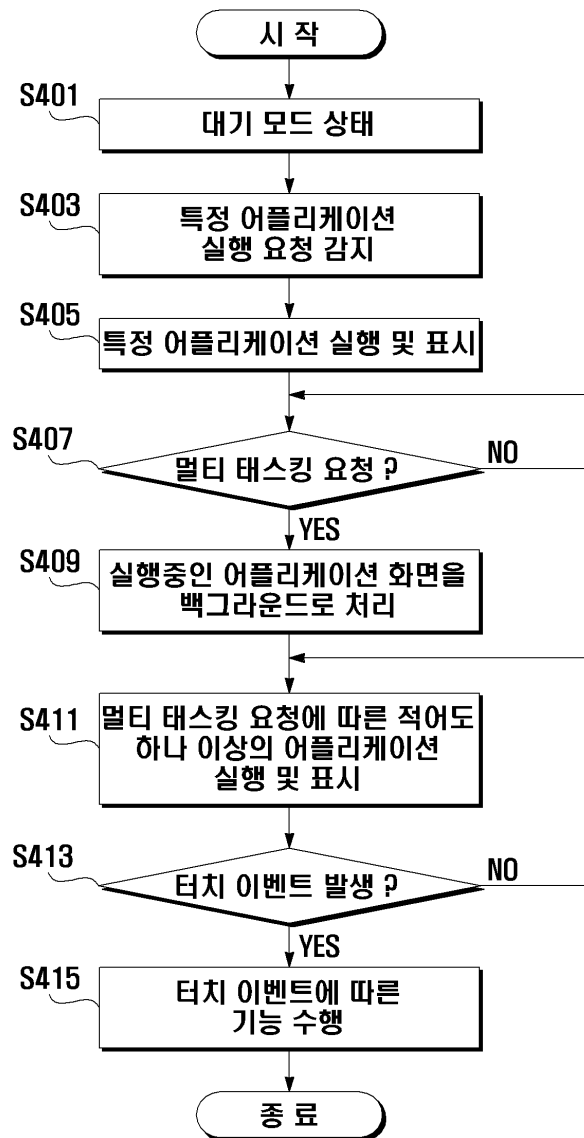 시 작
S401
대기 모드 상태
S403
특정 어플리케이션
실행 요청 감지
S405
특정 어플리케이션 실행 및 표시
S407
멀티 태스킹 요청 ?
NO
YES
S409
실행중인 어플리케이션 화면을
백그라운드로 처리
S411
멀티 태스킹 요청에 따른 적어도
하나 이상의 어플리케이션
실행 및 표시
S413
터치 이벤트 발생 ?
NO
YES
S415
터치 이벤트에 따른
기능 수행
종 료